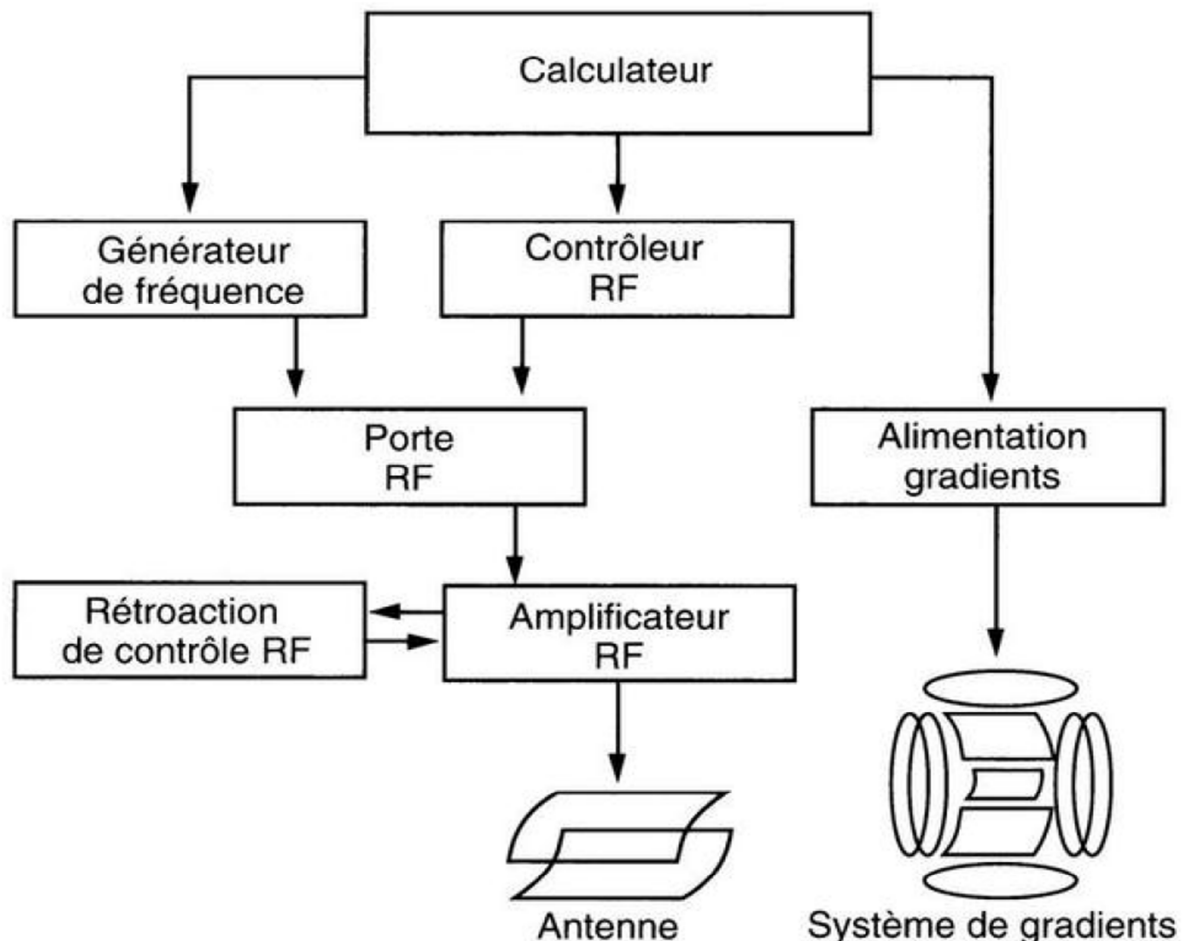 Calculateur
Générateur
de fréquence
Contrôleur
RF
Porte
RF
Alimentation
gradients
Rétroaction
de contrôle RF
Amplificateur
RF
Antenne
Système de gradients